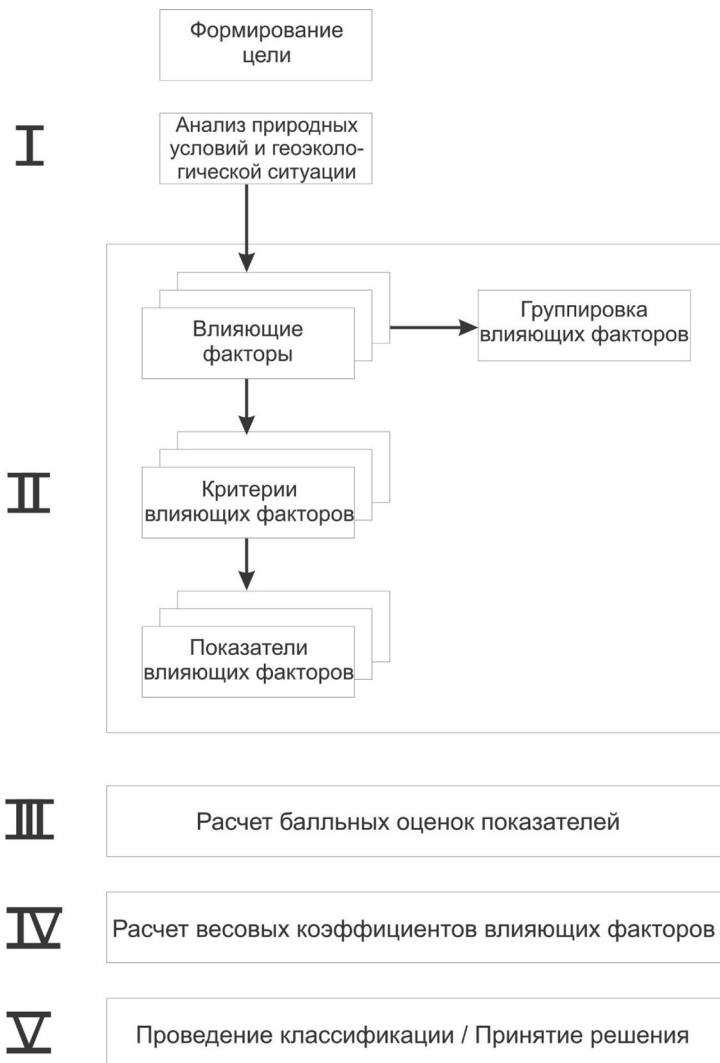 Формирование
цели
I
Анализ природных
условий и геоэколо-
гической ситуации
Влияющие
факторы
Группировка
влияющих факторов
II
Критерии
влияющих факторов
Показатели
влияющих факторов
III
Расчет балльных оценок показателей
IV
Расчет весовых коэффициентов влияющих факторов
V
Проведение классификации / Принятие решения